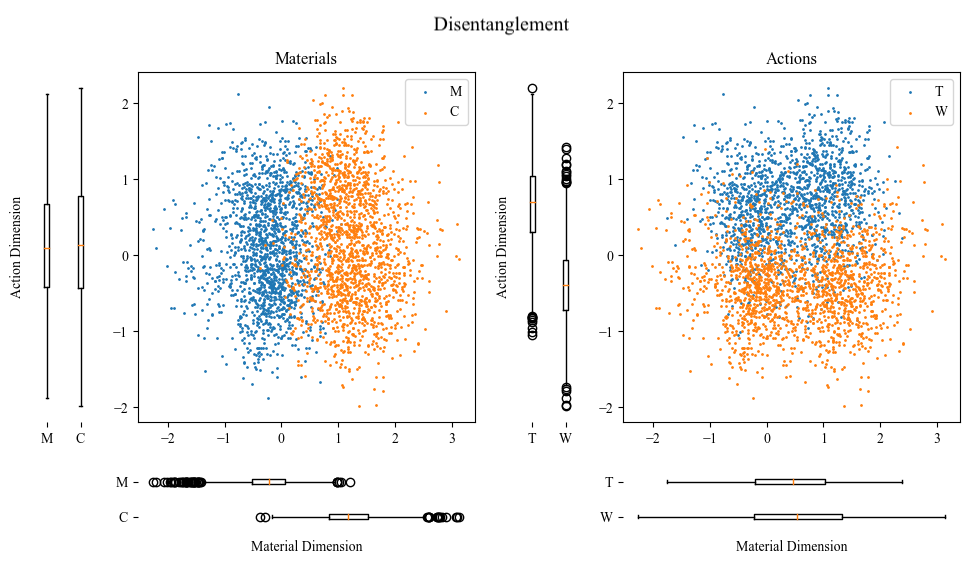 Disentanglement
Materials
Actions
M
C
T
W
2
1
0
−1
−2
2
1
0
−1
−2
Action Dimension
Action Dimension
M C
T W
−2 −1 0 1 2 3
−2 −1 0 1 2 3
M
C
T
W
Material Dimension
Material Dimension